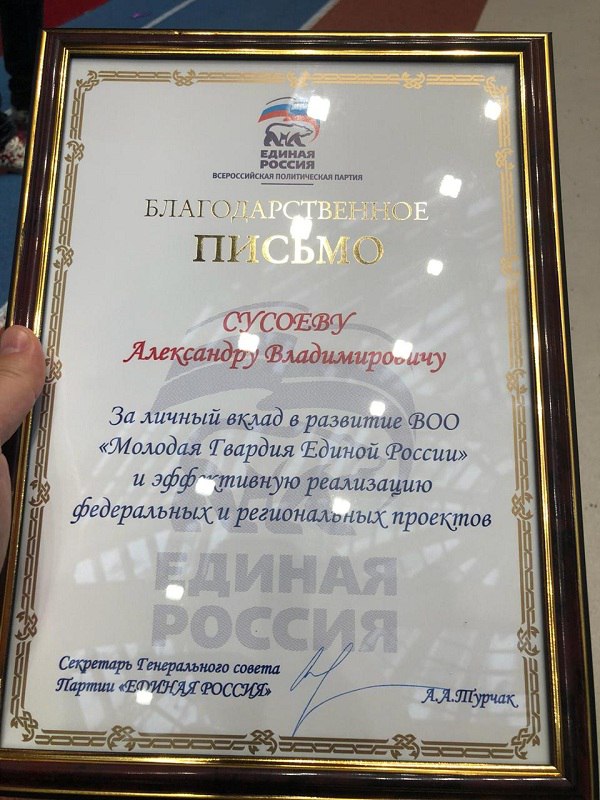 ЕДИНАЯ
РОССИЯ
ВСЕРОССИЙСКАЯ ПОЛИТИЧЕСКАЯ ПАРТИЯ
БЛАГОДАРСТВЕННОЕ
ПИСЬМО
СУСОЕВУ
Александру Владимировичу
За личный вклад в развитие ВОО
«Молодая Гвардия Единой России»
и эффективную реализацию
федеральных и региональных проектов
ЕДИНАЯ
РОССИЯ
Секретарь Генерального совета
Партии «ЕДИНАЯ РОССИЯ»
А.А.Турчак